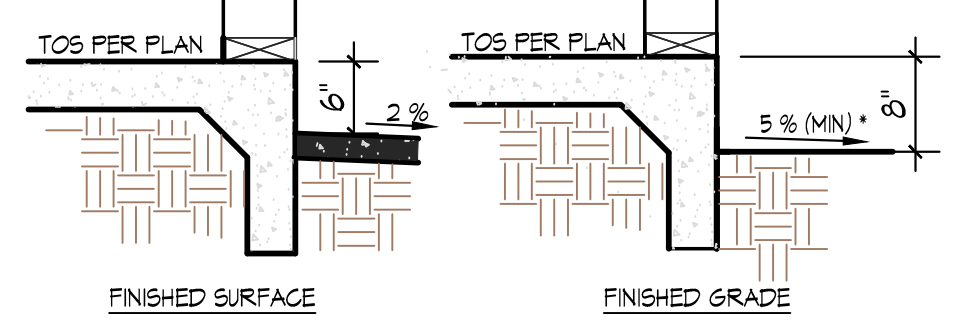 TOS PER PLAN
6"
2 %
FINISHED SURFACE
TOS PER PLAN
8"
5 % (MIN) *
FINISHED GRADE